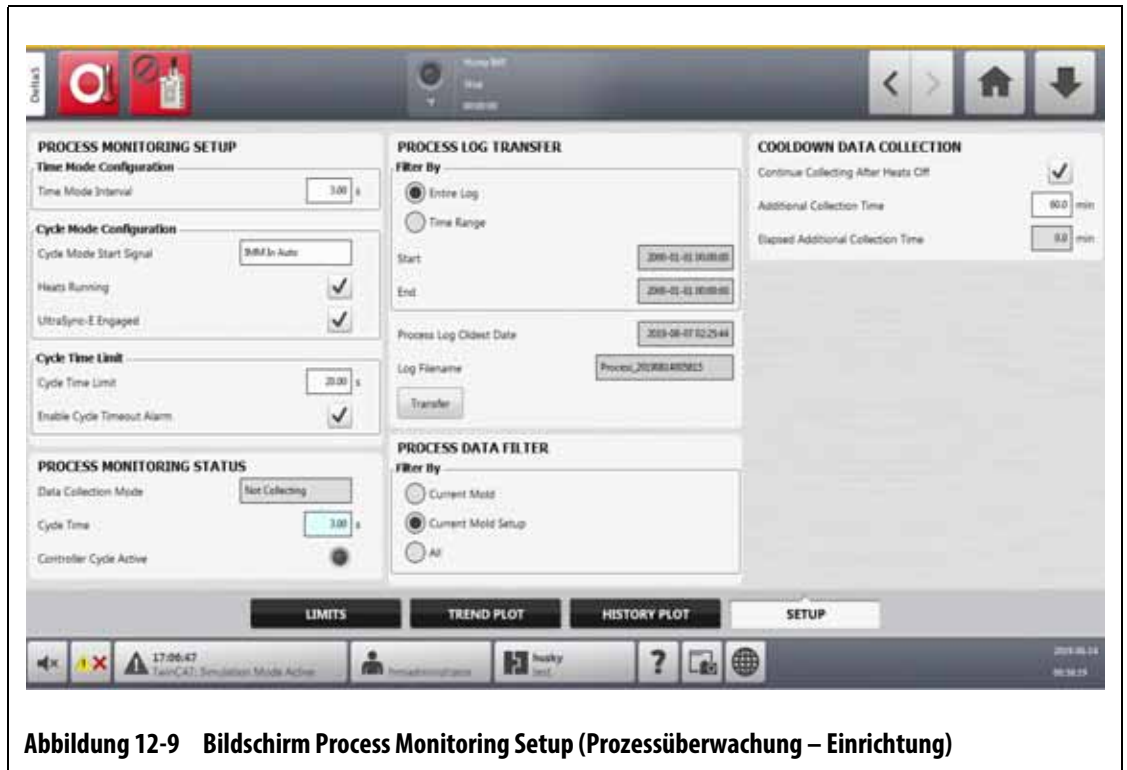 Delta5
PROCESS MONITORING SETUP
Time Mode Configuration
Time Mode Interval 3.00 s
Cycle Mode Configuration
Cycle Mode Start Signal IMM In Auto
Heats Running
UltraSync-E Engaged
Cycle Time Limit
Cycle Time Limit 20.00 s
Enable Cycle Timeout Alarm
PROCESS MONITORING STATUS
Data Collection Mode Not Collecting
Cycle Time 3.00 s
Controller Cycle Active
PROCESS LOG TRANSFER
Filter By
Entire Log
Time Range
Start
End
Process Log Oldest Date
Log Filename
Transfer
PROCESS DATA FILTER
Filter By
Current Mold
Current Mold Setup
All
COOLDOWN DATA COLLECTION
Continue Collecting After Heats Off
Additional Collection Time 60.0 min
Elapsed Additional Collection Time 0.0 min
LIMITS TREND PLOT HISTORY PLOT SETUP
17:06:47
TwinCAT: Simulation Mode Active
husky
test
?
Abbildung 12-9 Bildschirm Process Monitoring Setup (Prozessüberwachung – Einrichtung)